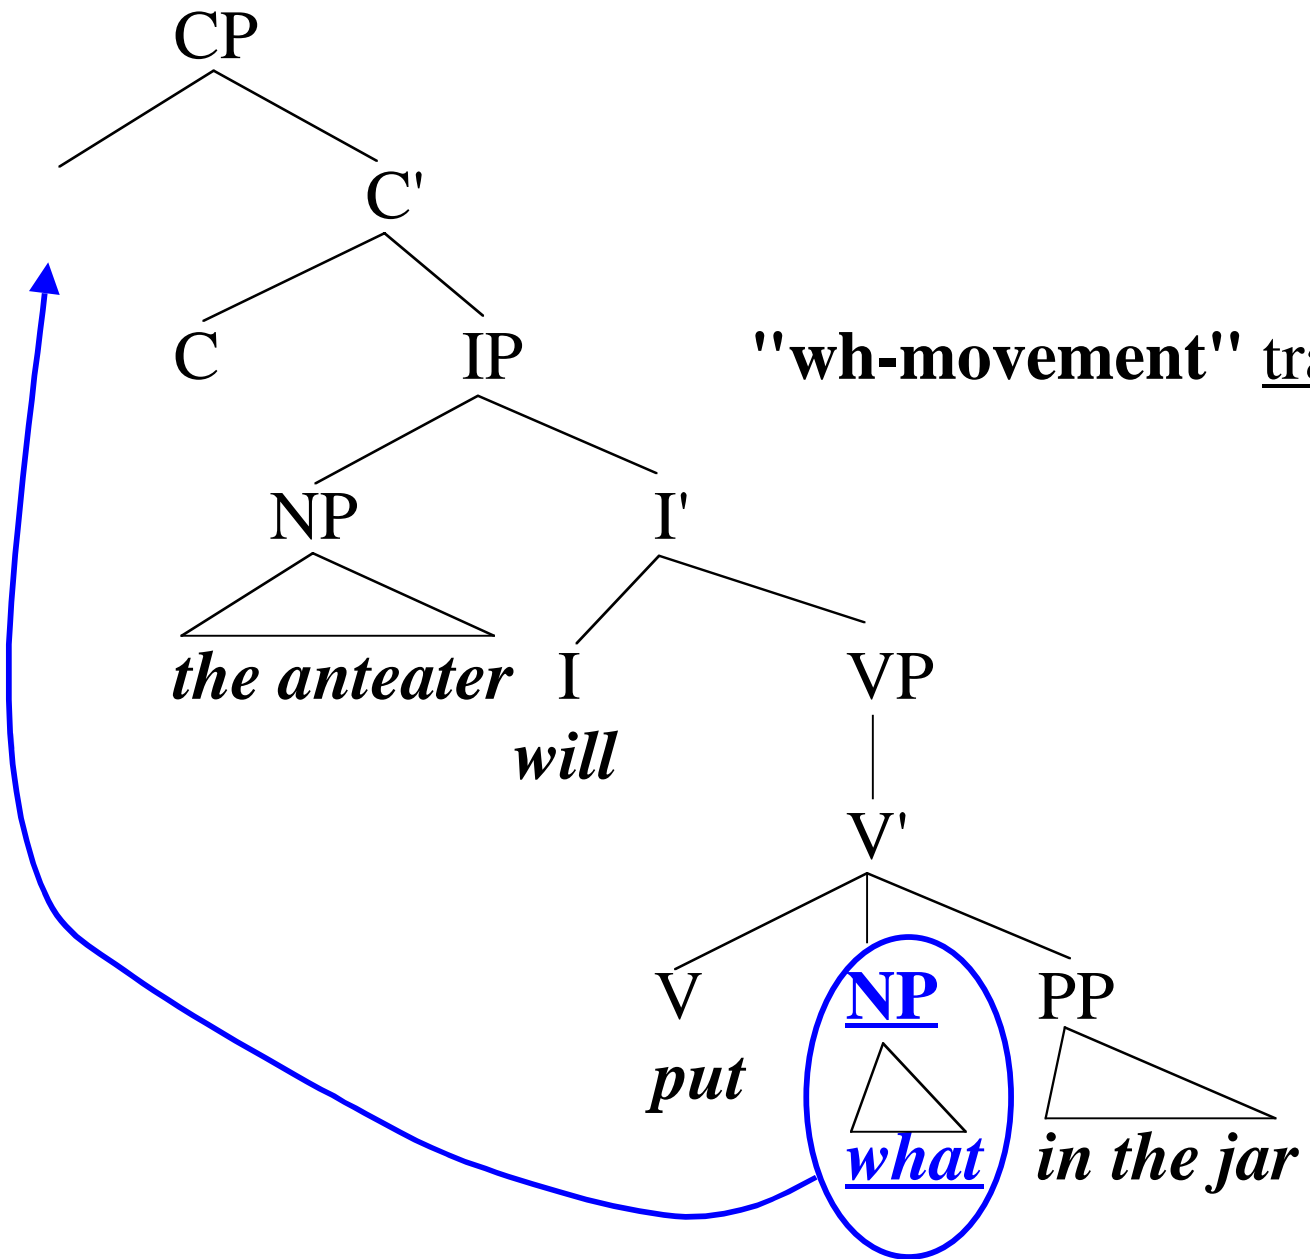 CP
C'
C IP "wh-movement"
NP I'
the anteater I VP
will
V'
V NP PP
put
what in the jar